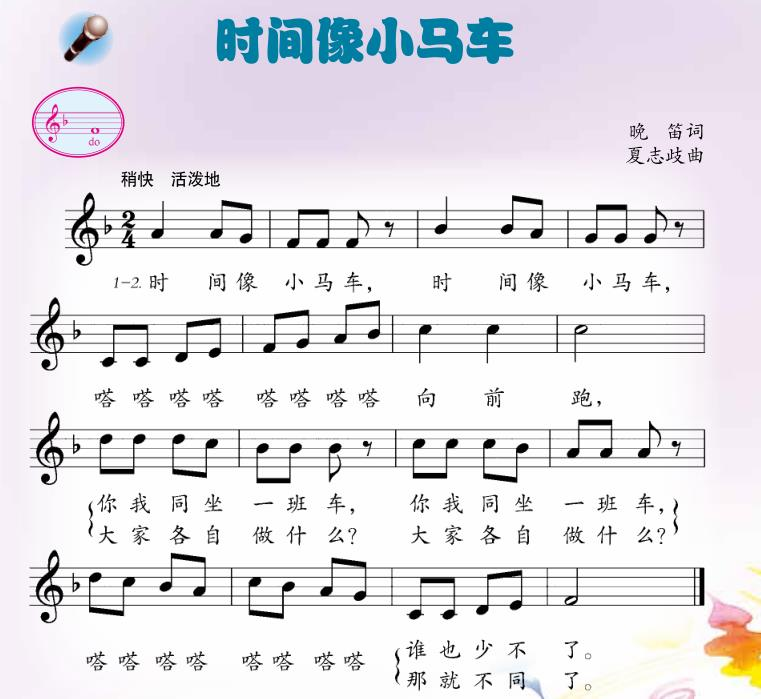 时间像小马车
do
晚 笛词
夏志歧曲
稍快 活泼地
2
4
1-2. 时 间 像 小 马 车， 时 间 像 小 马 车，
嗒 嗒 嗒 嗒 嗒 嗒 嗒 嗒 向 前 跑，
你 我 同 坐 一 班 车， 你 我 同 坐 一 班 车，
大 家 各 自 做 什 么？ 大 家 各 自 做 什 么？
嗒 嗒 嗒 嗒 嗒 嗒 嗒 嗒 谁 也 少 不 了。
那 就 不 同 了。